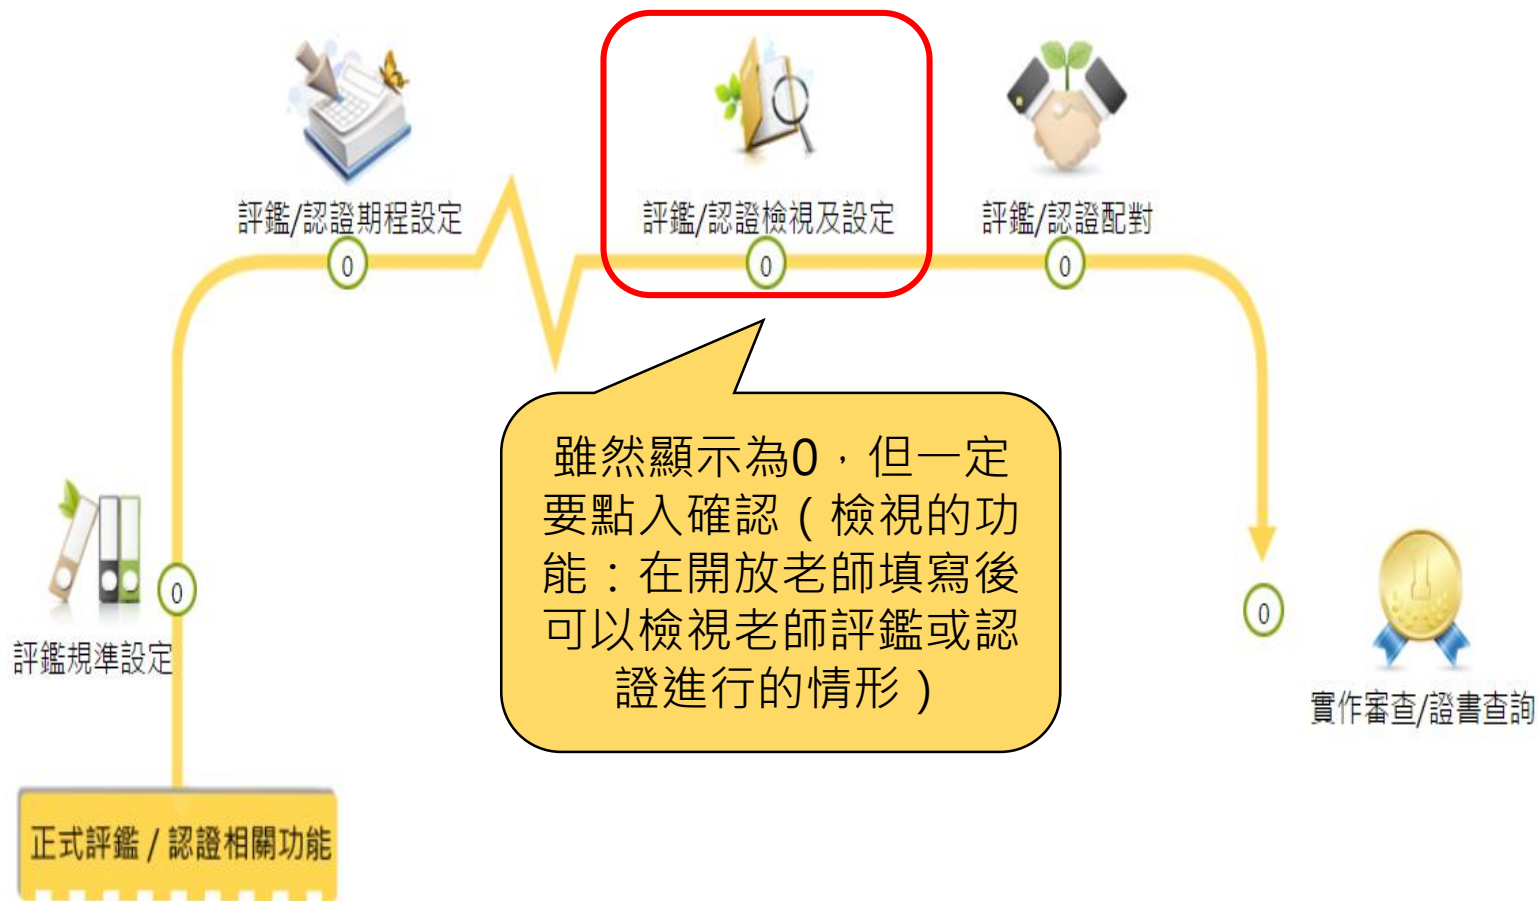 評鑑/認證期程設定
0
評鑑/認證檢視及設定
0
評鑑/認證配對
0
雖然顯示為0，但一定
要點入確認（檢視的功
能：在開放老師填寫後
可以檢視老師評鑑或認
證進行的情形）
0
評鑑規準設定
0
實作審查/證書查詢
正式評鑑 / 認證相關功能